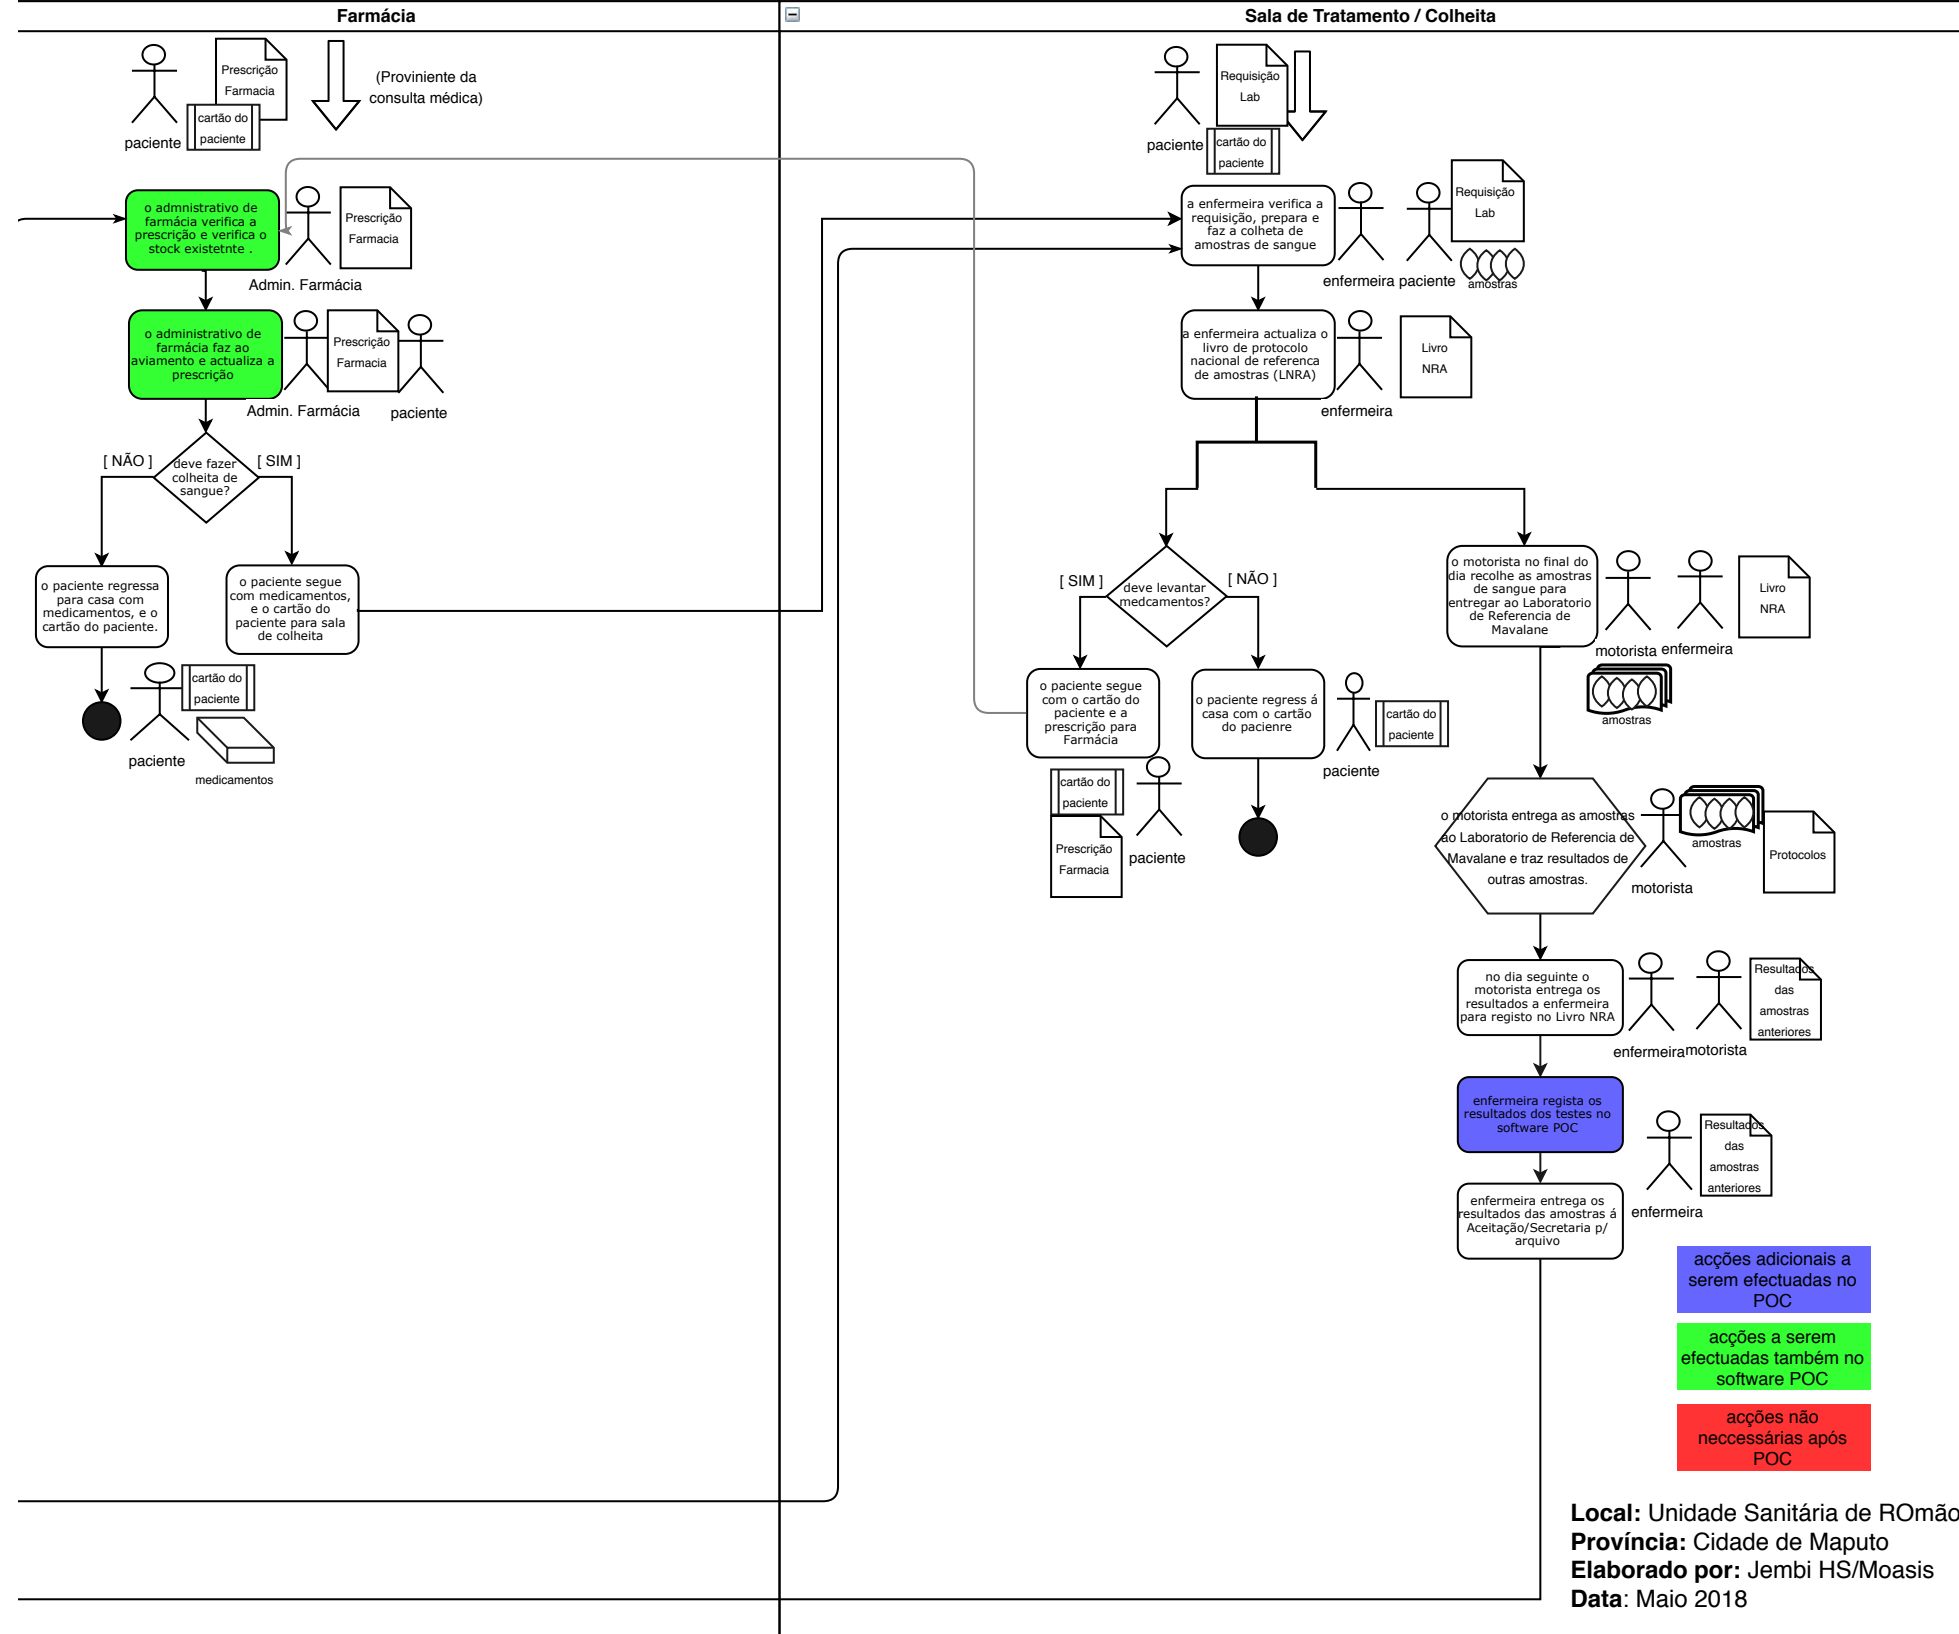 Farmácia
Prescrição
Farmacia
cartão do
paciente
paciente
(Proviniente da
consulta médica)
o admnistrativo de
farmácia verifica a
prescrição e verifica o
stock existetnte .
Prescrição
Farmacia
Admin. Farmácia
o administrativo de
farmácia faz ao
aviamento e actualiza a
prescrição
Prescrição
Farmacia
Admin. Farmácia
paciente
[ NÃO ]
deve fazer
colheita de
sangue?
[ SIM ]
o paciente regressa
para casa com
medicamentos, e o
cartão do paciente.
o paciente segue
com medicamentos,
e o cartão do
paciente para sala
de colheita
cartão do
paciente
paciente
medicamentos
Sala de Tratamento / Colheita
Requisição
Lab
paciente
cartão do
paciente
a enfermeira verifica a
requisição, prepara e
faz a colheta de
amostras de sangue
Requisição
Lab
enfermeira
paciente
amostras
a enfermeira actualiza o
livro de protocolo
nacional de referenca
de amostras (LNRA)
Livro
NRA
enfermeira
[ SIM ]
deve levantar
medcamentos?
[ NÃO ]
o paciente segue
com o cartão do
paciente e a
prescrição para
Farmácia
cartão do
paciente
Prescrição
Farmacia
paciente
o paciente regress á
casa com o cartão
do pacienre
cartão do
paciente
paciente
o motorista no final do
dia recolhe as amostras
de sangue para
entregar ao Laboratorio
de Referencia de
Mavalane
Livro
NRA
motorista
enfermeira
amostras
o motorista entrega as amostras
ao Laboratorio de Referencia de
Mavalane e traz resultados de
outras amostras.
amostras
Protocolos
motorista
no dia seguinte o
motorista entrega os
resultados a enfermeira
para registo no Livro NRA
Resultados
das
amostras
anteriores
enfermeira
motorista
enfermeira regista os
resultados dos testes no
software POC
Resultados
das
amostras
anteriores
enfermeira
enfermeira entrega os
resultados das amostras á
Aceitação/Secretaria p/
arquivo
acções adicionais a
serem efectuadas no
POC
acções a serem
efectuadas também no
software POC
acções não
neccessárias após
POC
Local: Unidade Sanitária de ROmão
Província: Cidade de Maputo
Elaborado por: Jembi HS/Moasis
Data: Maio 2018